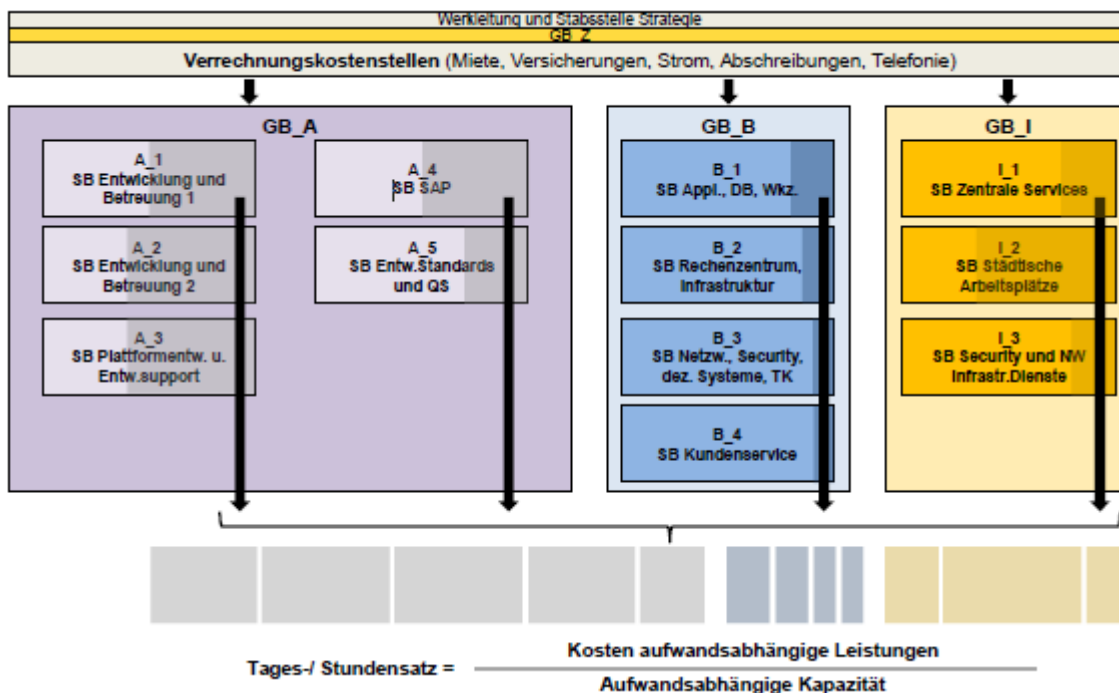 Werkleitung und Stabsstelle Strategie
GB_Z
Verrechnungskostenstellen (Miete, Versicherungen, Strom, Abschreibungen, Telefonie)
GB_A
A_1
SB Entwicklung und
Betreuung 1
A_2
SB Entwicklung und
Betreuung 2
A_3
SB Plattformentw. u.
Entw.support
A_4
SB SAP
A_5
SB Entw.Standards
und QS
GB_B
B_1
SB Appl., DB, Wkz.
B_2
SB Rechenzentrum,
Infrastruktur
B_3
SB Netzw., Security,
dez. Systeme, TK
B_4
SB Kundenservice
GB_I
I_1
SB Zentrale Services
I_2
SB Städtische
Arbeitsplätze
I_3
SB Security und NW
Infrastr.Dienste
Tages-/ Stundensatz =
Kosten aufwandsabhängige Leistungen
Aufwandsabhängige Kapazität